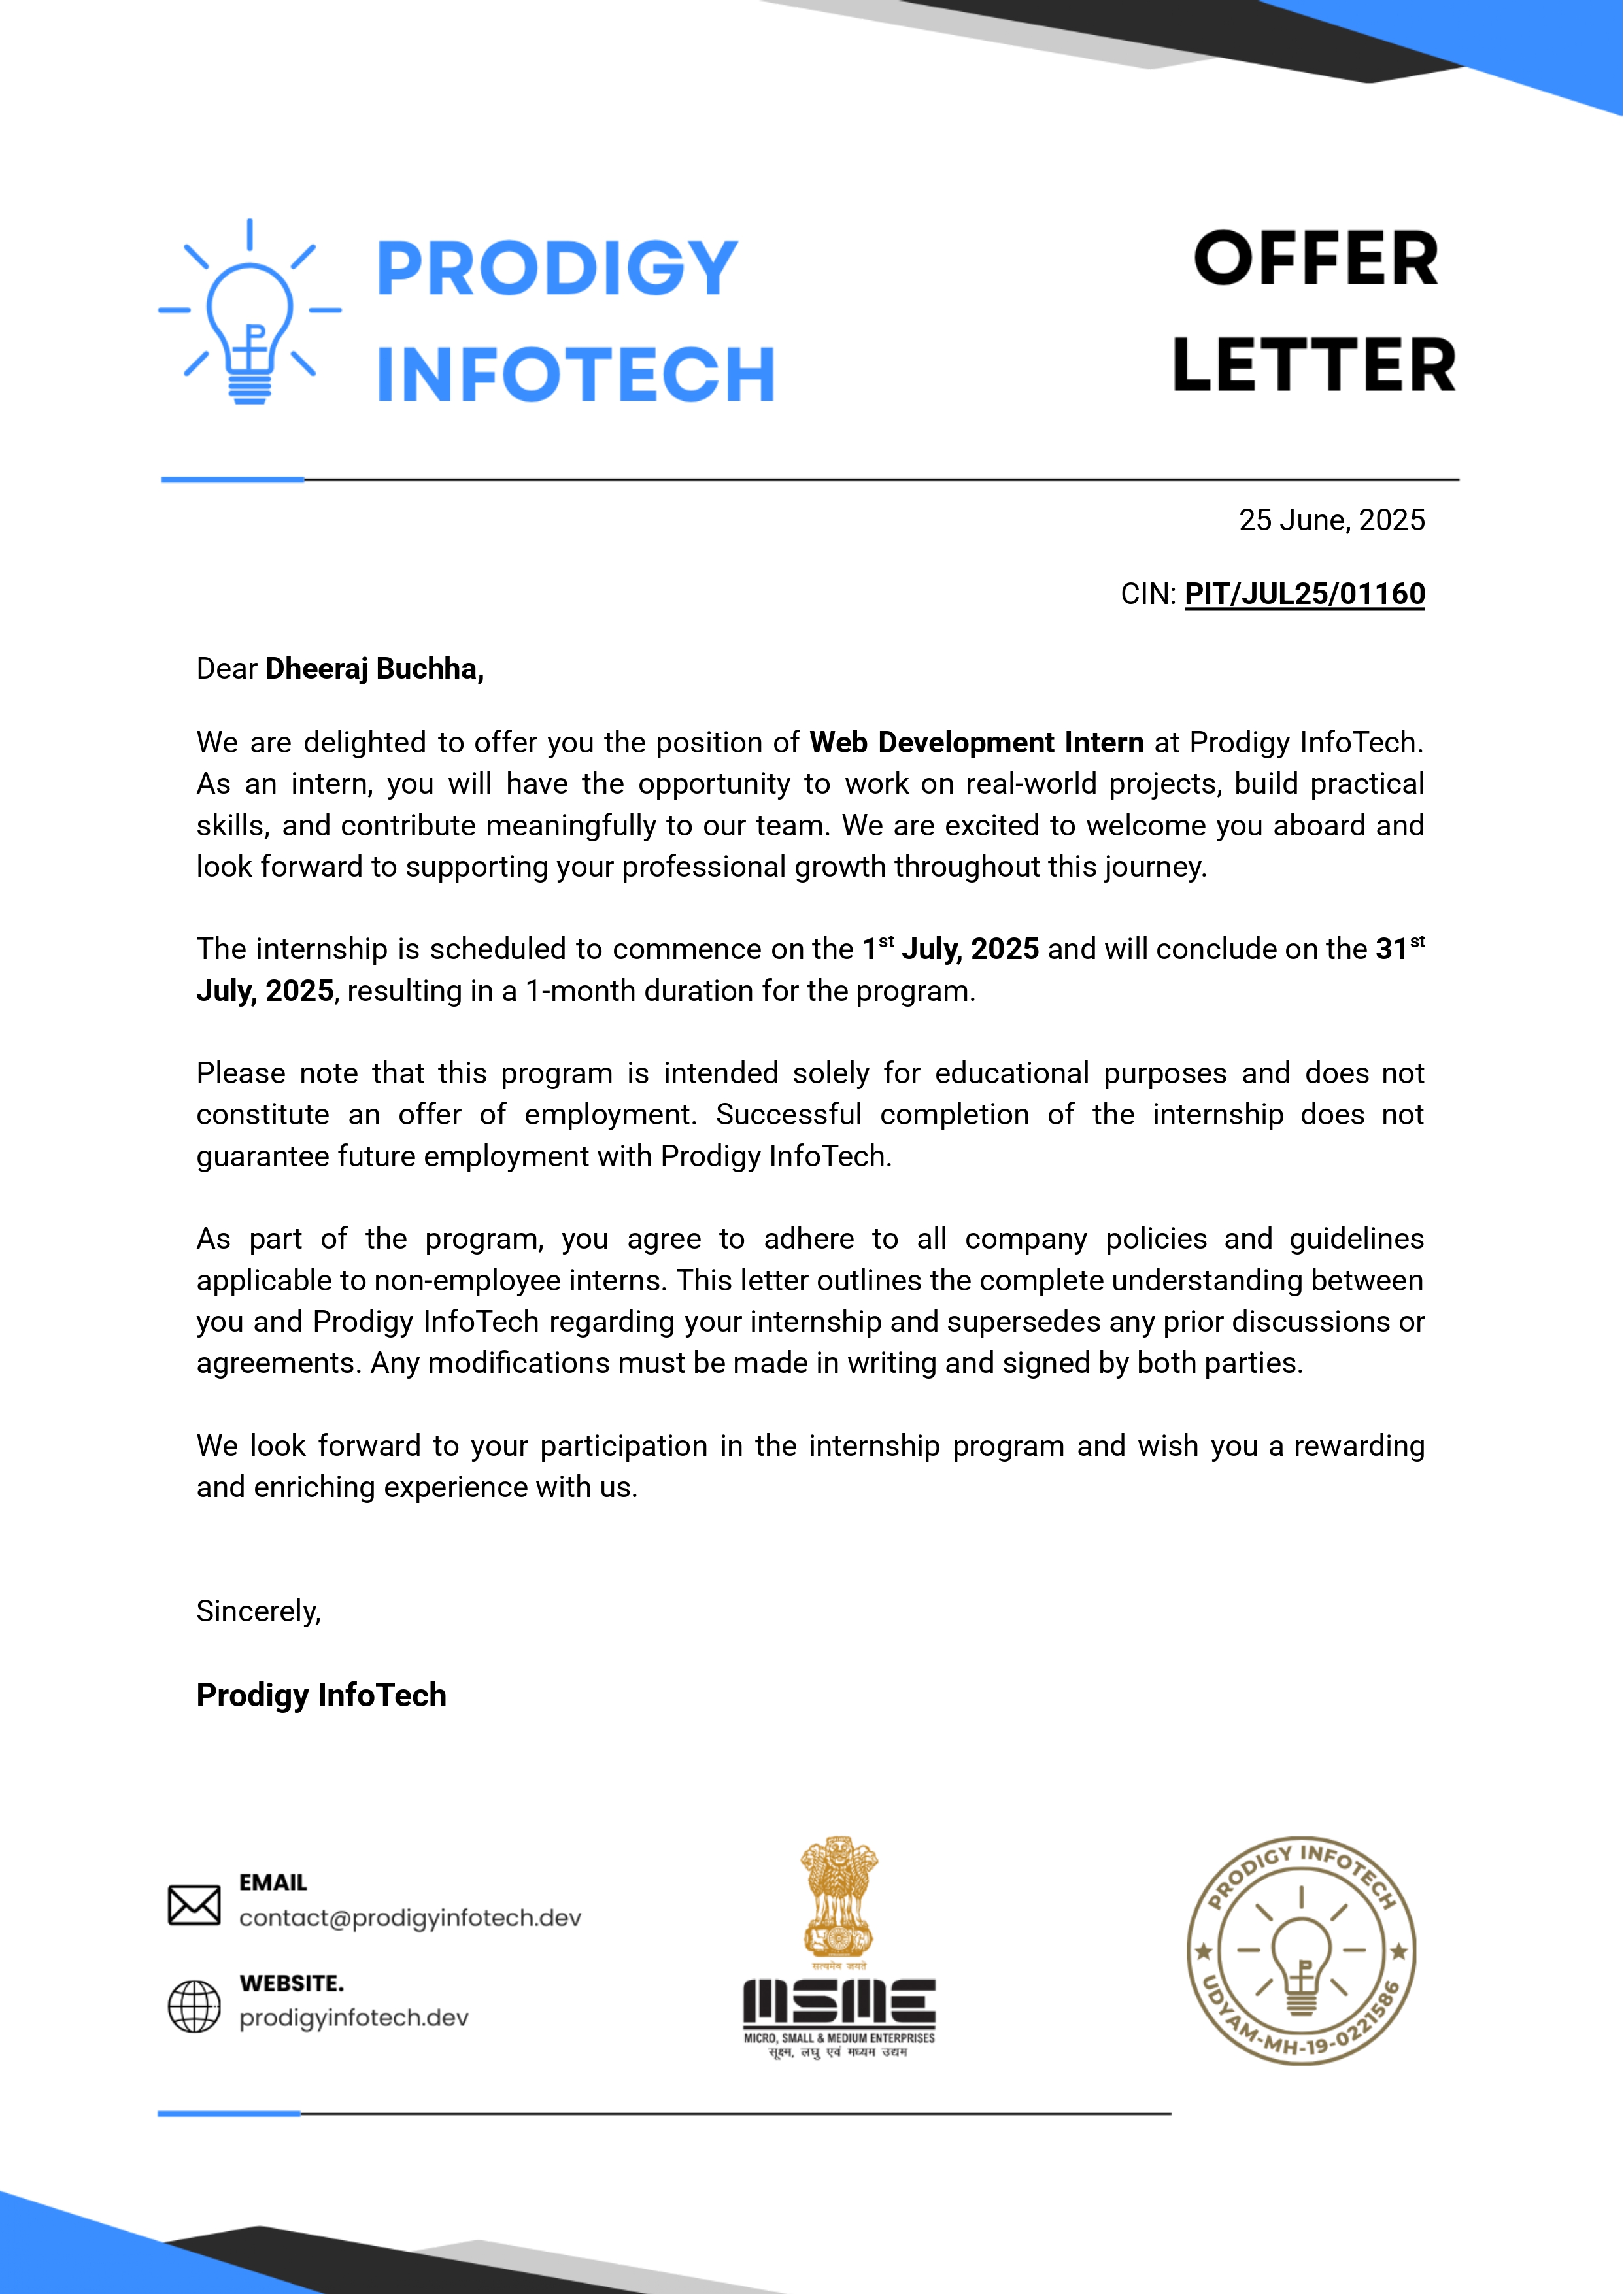 PRODIGY
INFOTECH
OFFER
LETTER
25 June, 2025
CIN: PIT/JUL25/01160
Dear Dheeraj Buchha,
We are delighted to offer you the position of Web Development Intern at Prodigy InfoTech.
As an intern, you will have the opportunity to work on real-world projects, build practical
skills, and contribute meaningfully to our team. We are excited to welcome you aboard and
look forward to supporting your professional growth throughout this journey.
The internship is scheduled to commence on the 1st July, 2025 and will conclude on the 31st
July, 2025, resulting in a 1-month duration for the program.
Please note that this program is intended solely for educational purposes and does not
constitute an offer of employment. Successful completion of the internship does not
guarantee future employment with Prodigy InfoTech.
As part of the program, you agree to adhere to all company policies and guidelines
applicable to non-employee interns. This letter outlines the complete understanding between
you and Prodigy InfoTech regarding your internship and supersedes any prior discussions or
agreements. Any modifications must be made in writing and signed by both parties.
We look forward to your participation in the internship program and wish you a rewarding
and enriching experience with us.
Sincerely,
Prodigy InfoTech
EMAIL
contact@prodigyinfotech.dev
WEBSITE.
prodigyinfotech.dev
सत्यमेव जयते
MSME
MICRO, SMALL & MEDIUM ENTERPRISES
सूक्ष्म, लघु एवं मध्यम उद्यम
PRODIGY INFOTECH
UDYAM-MH-19-0221586